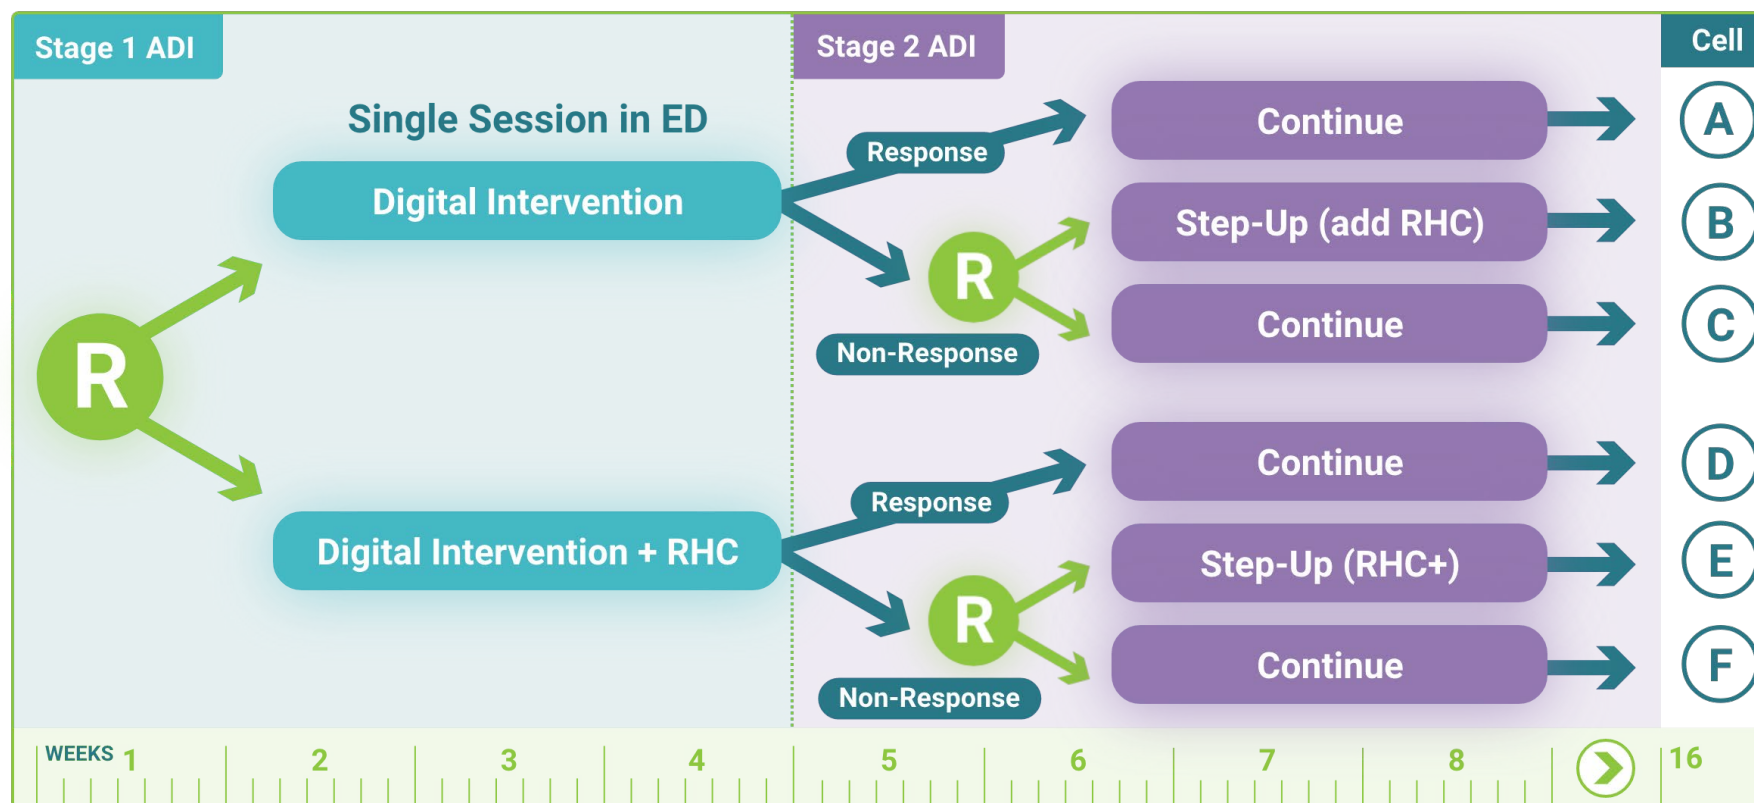 Stage 1 ADI
Stage 2 ADI
Cell
Single Session in ED
Digital Intervention
Response
Continue
A
R
Step-Up (add RHC)
B
Non-Response
Continue
C
R
Digital Intervention + RHC
Response
Continue
D
R
Step-Up (RHC+)
E
Non-Response
Continue
F
WEEKS 1 2 3 4 5 6 7 8 16